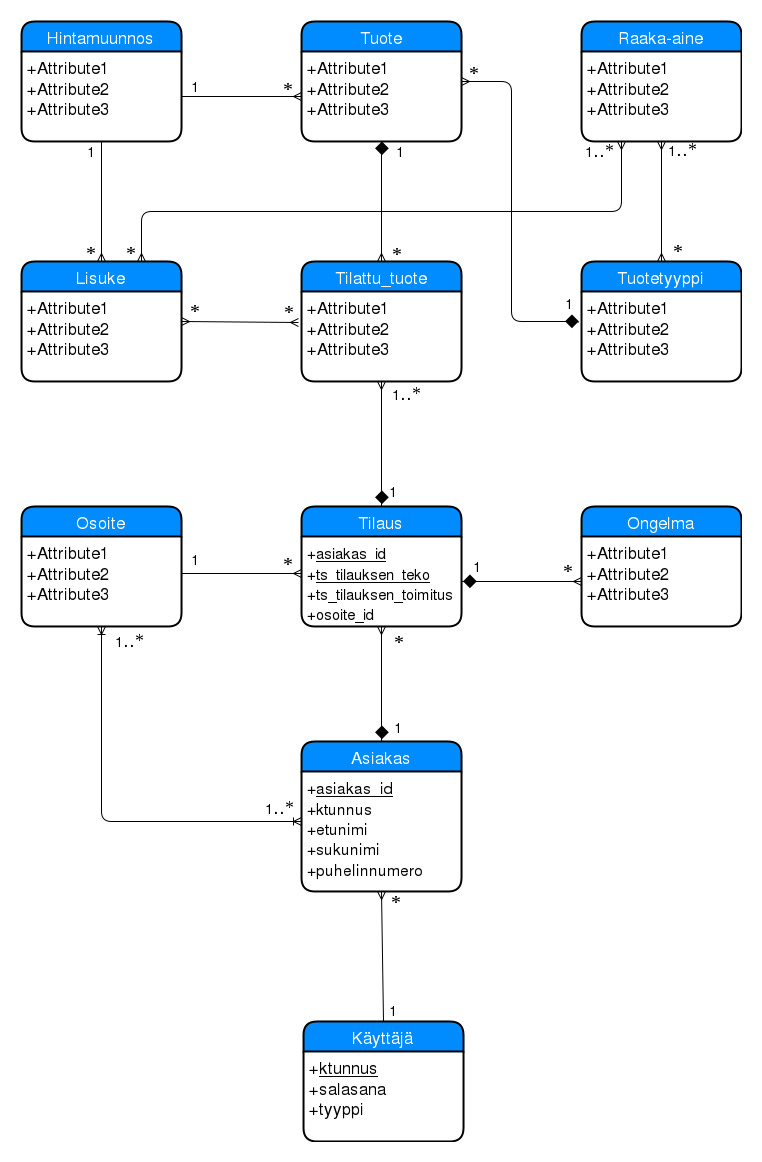 Hintamuunnos
+Attribute1
+Attribute2
+Attribute3
Tuote
+Attribute1
+Attribute2
+Attribute3
Raaka-aine
+Attribute1
+Attribute2
+Attribute3
1
*
*
1
1
1..*
1..*
*
*
*
*
1
Lisuke
+Attribute1
+Attribute2
+Attribute3
Tilattu_tuote
+Attribute1
+Attribute2
+Attribute3
Tuotetyyppi
+Attribute1
+Attribute2
+Attribute3
*
*
1..*
1
Osoite
+Attribute1
+Attribute2
+Attribute3
Tilaus
+asiakas_id
+ts_tilauksen_teko
+ts_tilauksen_toimitus
+osoite_id
Ongelma
+Attribute1
+Attribute2
+Attribute3
1
*
1
*
1..*
*
1
1..*
Asiakas
+asiakas_id
+ktunnus
+etunimi
+sukunimi
+puhelinnumero
*
1
Käyttäjä
+ktunnus
+salasana
+tyyppi